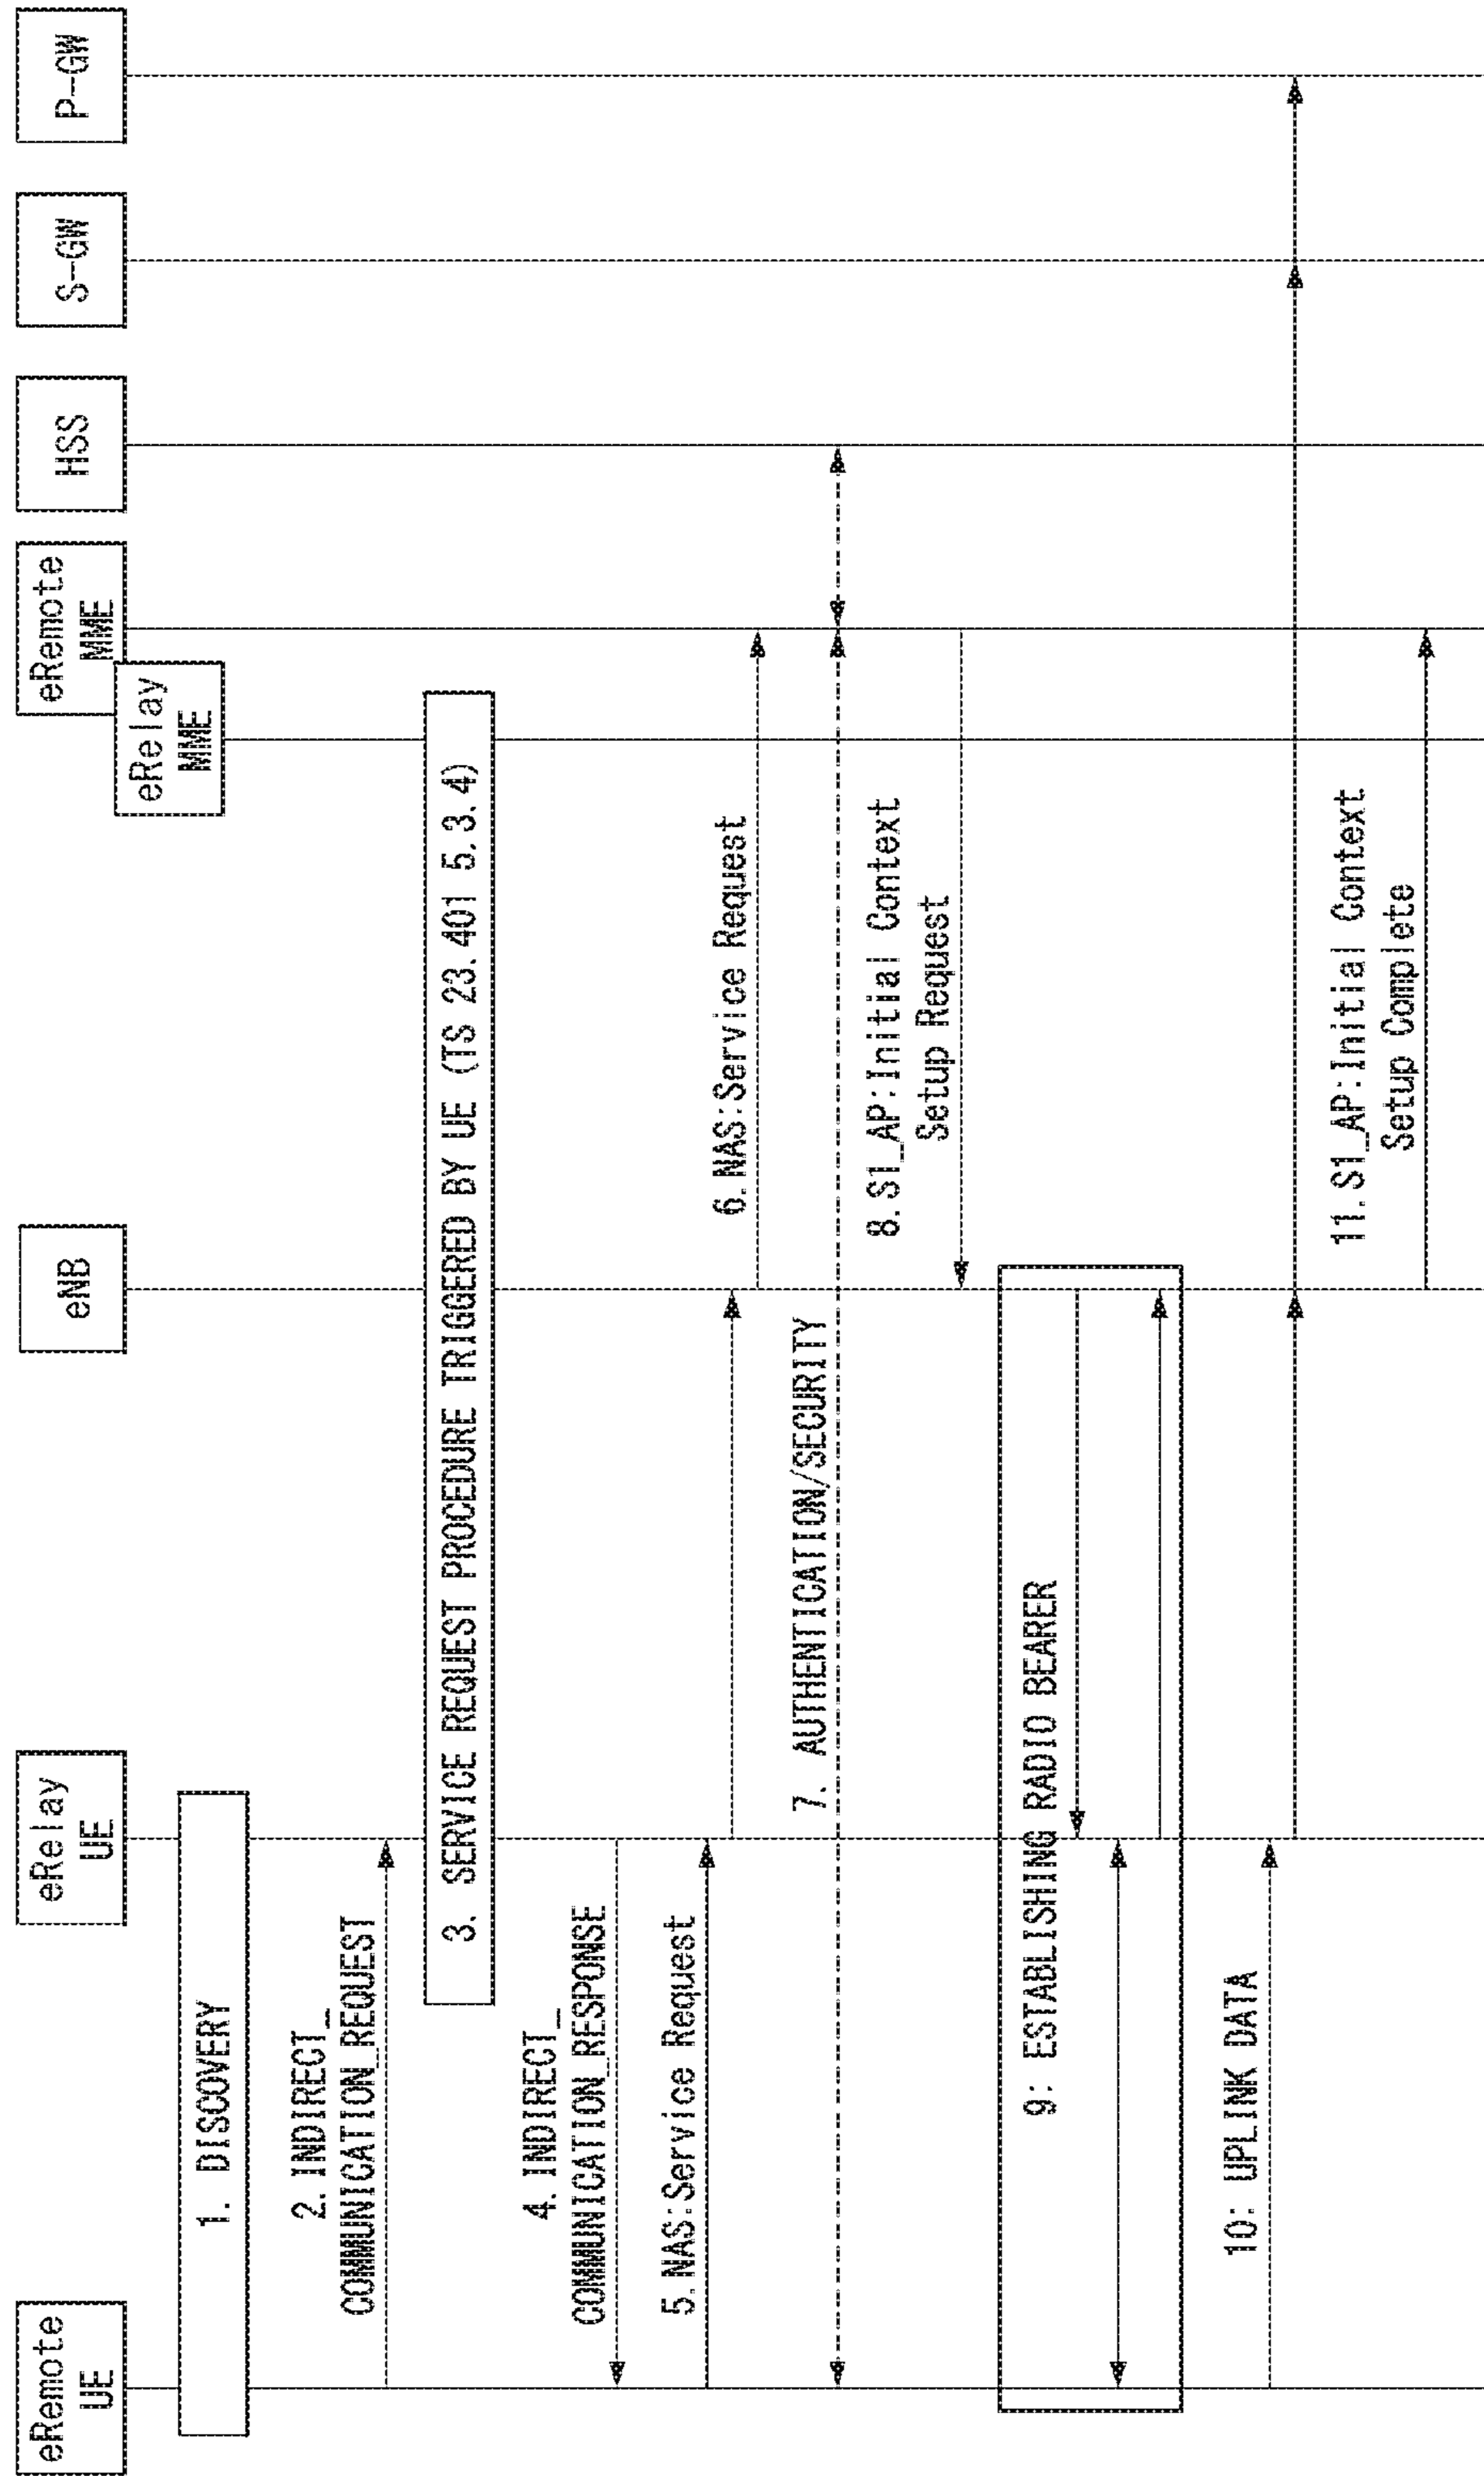 eRemote
UE
eRelay
UE
eNB
eRelay
MME
eRemote
MME
HSS
S-GW
P-GW
1. DISCOVERY
2. INDIRECT_
COMMUNICATION_REQUEST
3. SERVICE REQUEST PROCEDURE TRIGGERED BY UE (TS 23.401 5.3.4)
4. INDIRECT_
COMMUNICATION_RESPONSE
5.NAS:Service Request
6.NAS:Service Request
7. AUTHENTICATION/SECURITY
8.S1_AP:Initial Context
Setup Request
9: ESTABLISHING RADIO BEARER
10: UPLINK DATA
11.S1_AP:Initial Context
Setup Complete